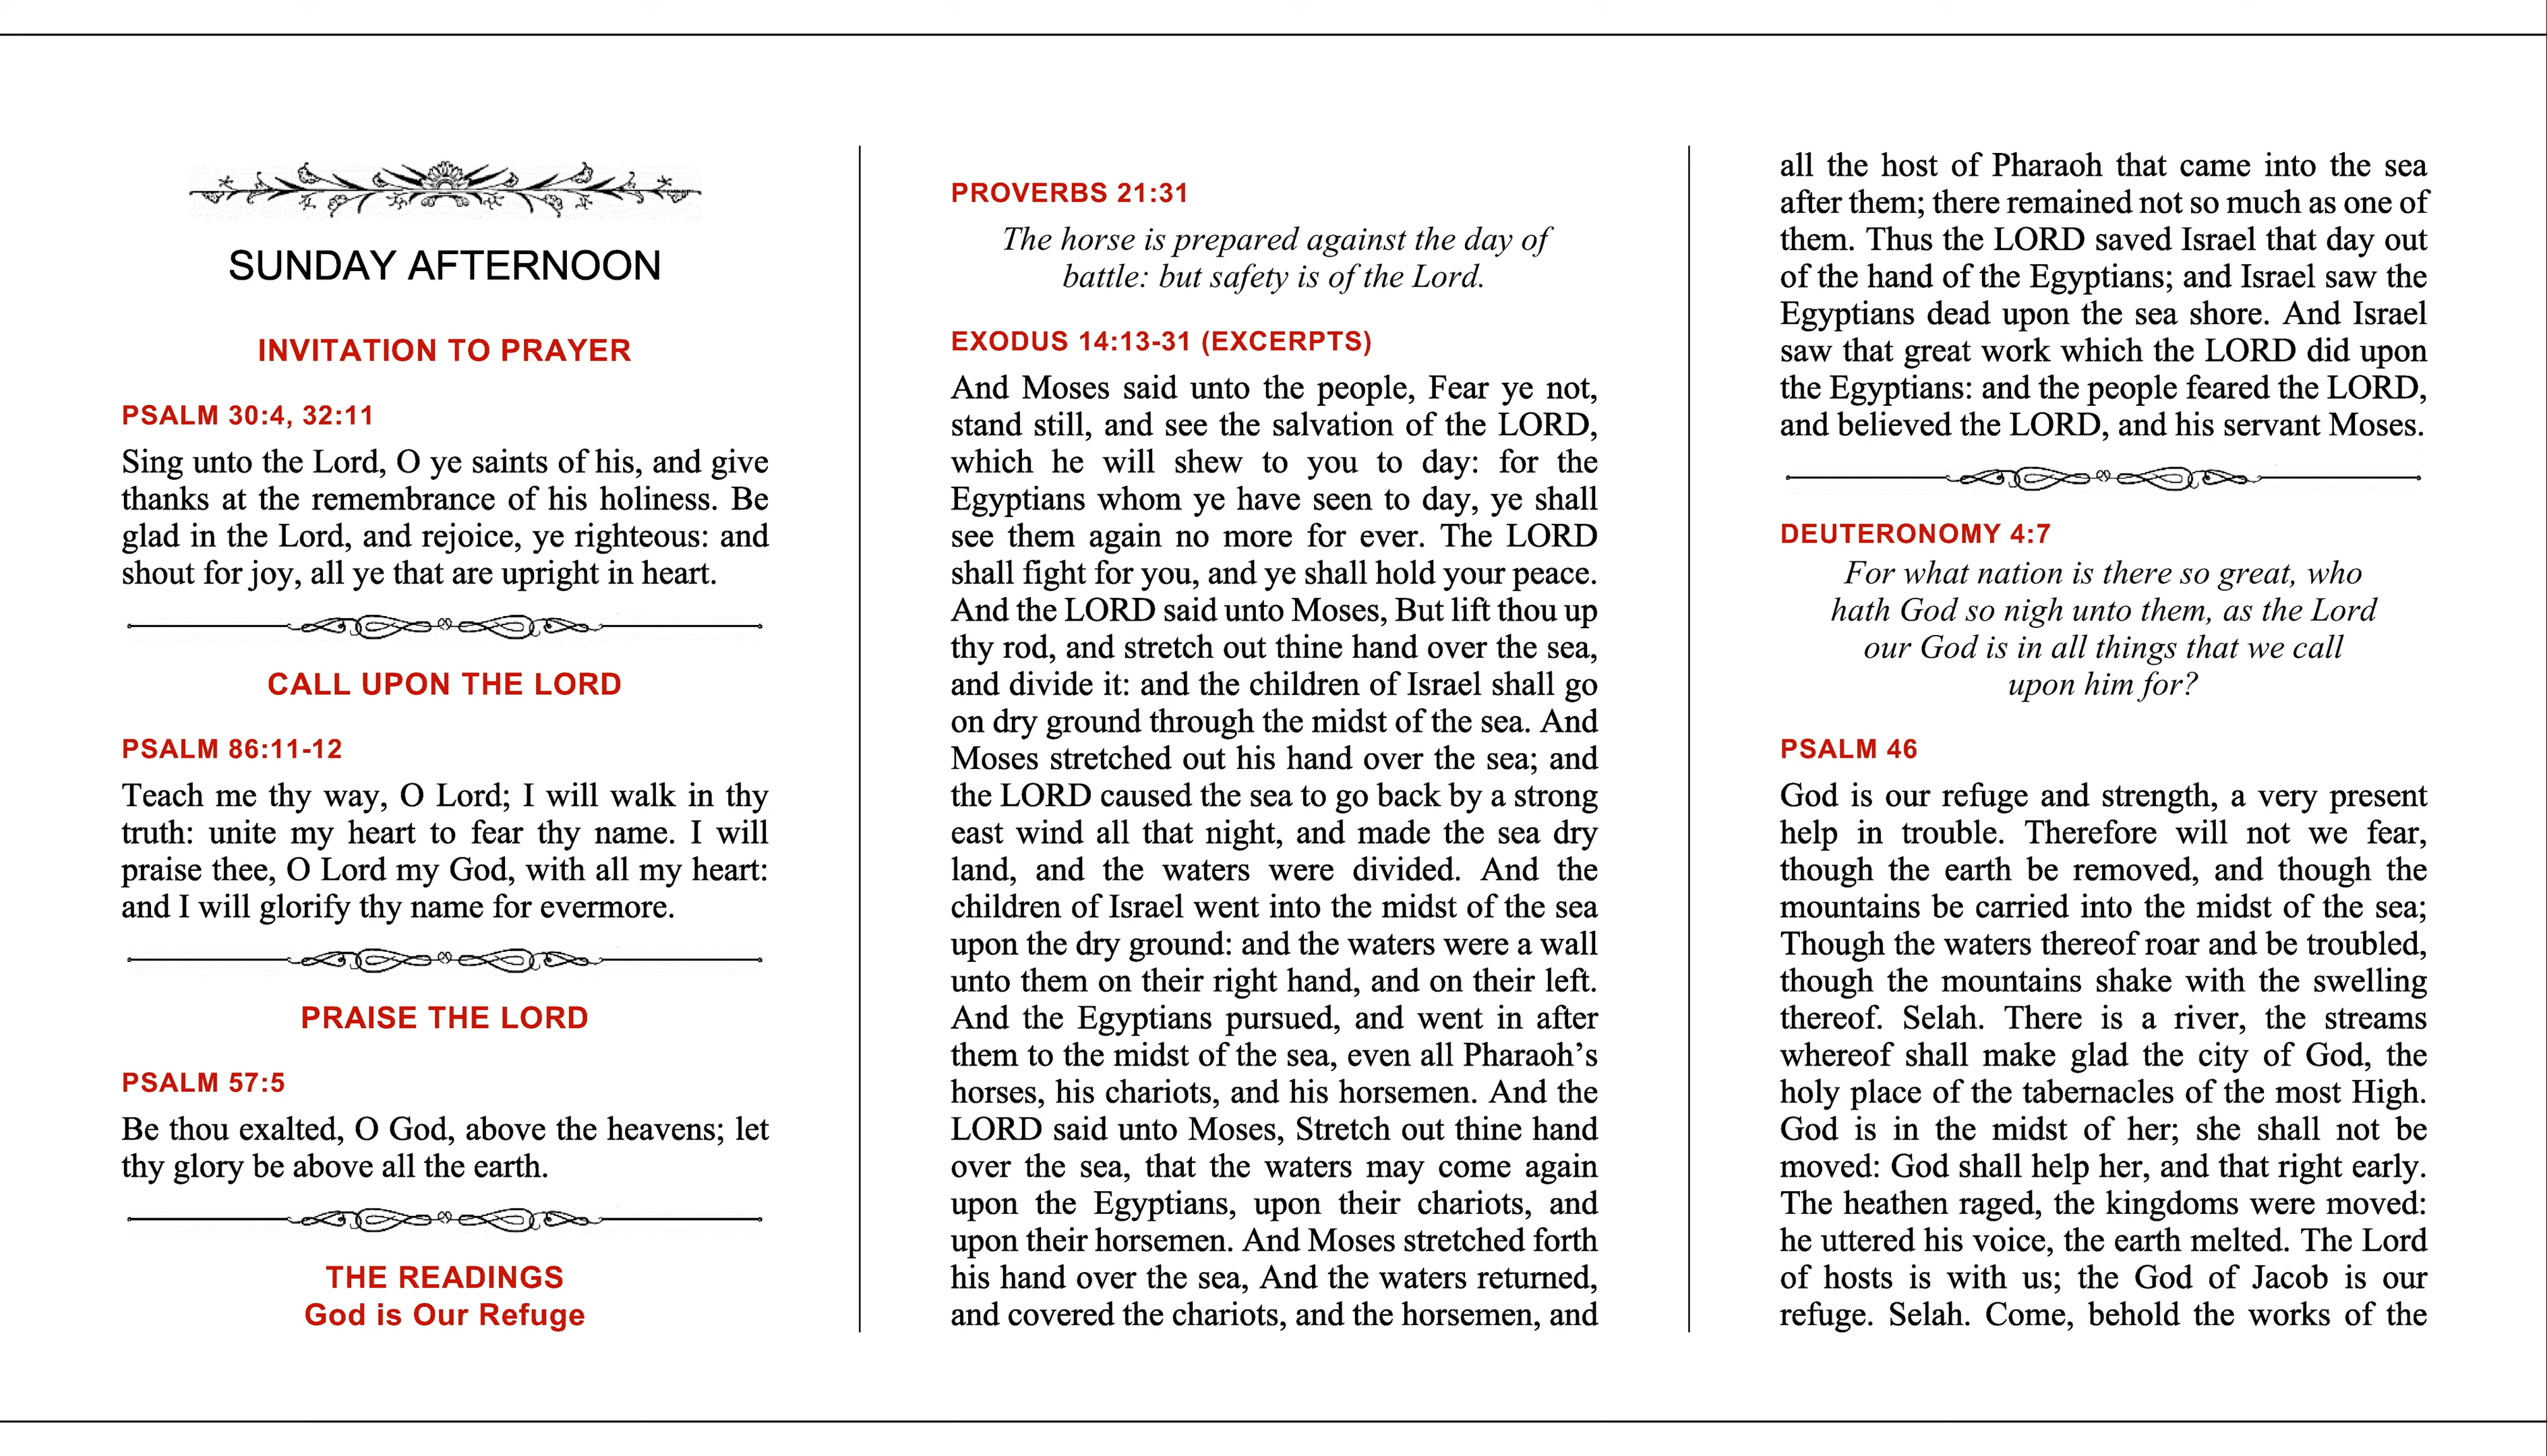 SUNDAY AFTERNOON
INVITATION TO PRAYER
PSALM 30:4, 32:11
Sing unto the Lord, O ye saints of his, and give
thanks at the remembrance of his holiness. Be
glad in the Lord, and rejoice, ye righteous: and
shout for joy, all ye that are upright in heart.
CALL UPON THE LORD
PSALM 86:11-12
Teach me thy way, O Lord; I will walk in thy
truth: unite my heart to fear thy name. I will
praise thee, O Lord my God, with all my heart:
and I will glorify thy name for evermore.
PRAISE THE LORD
PSALM 57:5
Be thou exalted, O God, above the heavens; let
thy glory be above all the earth.
THE READINGS
God is Our Refuge
PROVERBS 21:31
The horse is prepared against the day of
battle: but safety is of the Lord.
EXODUS 14:13-31 (EXCERPTS)
And Moses said unto the people, Fear ye not,
stand still, and see the salvation of the LORD,
which he will shew to you to day: for the
Egyptians whom ye have seen to day, ye shall
see them again no more for ever. The LORD
shall fight for you, and ye shall hold your peace.
And the LORD said unto Moses, But lift thou up
thy rod, and stretch out thine hand over the sea,
and divide it: and the children of Israel shall go
on dry ground through the midst of the sea. And
Moses stretched out his hand over the sea; and
the LORD caused the sea to go back by a strong
east wind all that night, and made the sea dry
land, and the waters were divided. And the
children of Israel went into the midst of the sea
upon the dry ground: and the waters were a wall
unto them on their right hand, and on their left.
And the Egyptians pursued, and went in after
them to the midst of the sea, even all Pharaoh’s
horses, his chariots, and his horsemen. And the
LORD said unto Moses, Stretch out thine hand
over the sea, that the waters may come again
upon the Egyptians, upon their chariots, and
upon their horsemen. And Moses stretched forth
his hand over the sea, And the waters returned,
and covered the chariots, and the horsemen, and
all the host of Pharaoh that came into the sea
after them; there remained not so much as one of
them. Thus the LORD saved Israel that day out
of the hand of the Egyptians; and Israel saw the
Egyptians dead upon the sea shore. And Israel
saw that great work which the LORD did upon
the Egyptians: and the people feared the LORD,
and believed the LORD, and his servant Moses.
DEUTERONOMY 4:7
For what nation is there so great, who
hath God so nigh unto them, as the Lord
our God is in all things that we call
upon him for?
PSALM 46
God is our refuge and strength, a very present
help in trouble. Therefore will not we fear,
though the earth be removed, and though the
mountains be carried into the midst of the sea;
Though the waters thereof roar and be troubled,
though the mountains shake with the swelling
thereof. Selah. There is a river, the streams
whereof shall make glad the city of God, the
holy place of the tabernacles of the most High.
God is in the midst of her; she shall not be
moved: God shall help her, and that right early.
The heathen raged, the kingdoms were moved:
he uttered his voice, the earth melted. The Lord
of hosts is with us; the God of Jacob is our
refuge. Selah. Come, behold the works of the